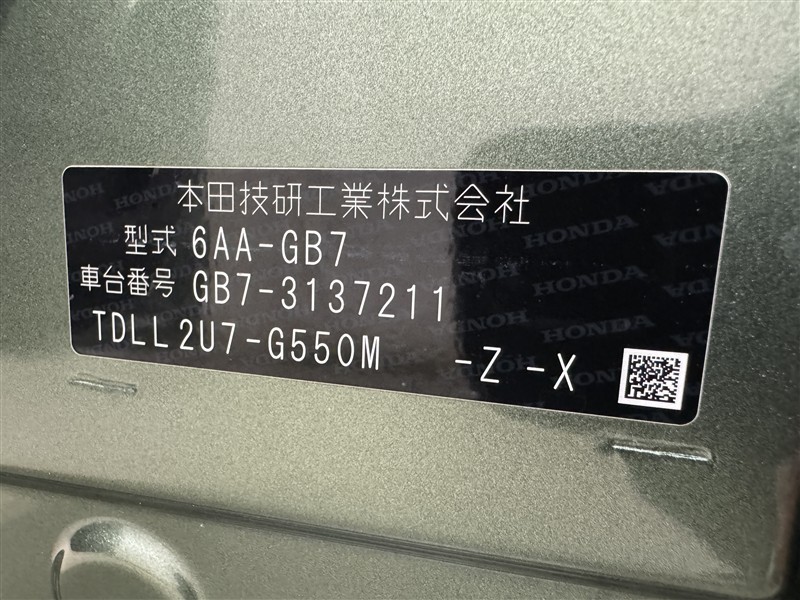 本田技研工業株式会社
型式 6AA-GB7
車台番号 GB7-3137211
TDLL2U7-G550M -Z -X